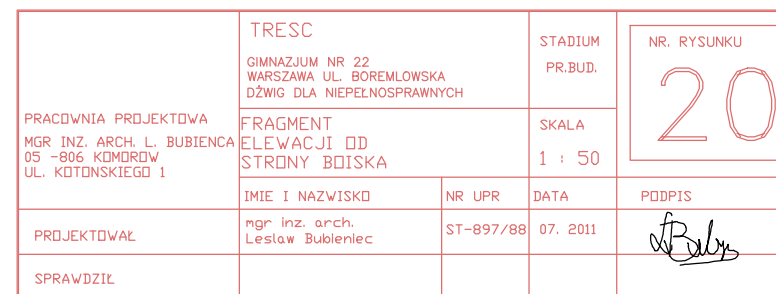 TRESC
GIMNAZJUM NR 22
WARSZAWA UL. BOREMLOWSKA
DŻWIG DLA NIEPEŁNOSPRAWNYCH
STADIUM
PR.BUD.
NR. RYSUNKU
20
PRACOWNIA PROJEKTOWA
MGR INZ. ARCH. L. BUBIENCA
05 -806 KOMOROW
UL. KOTONSKIEGO 1
FRAGMENT
ELEWACJI OD
STRONY BOISKA
SKALA
1 : 50
IMIE I NAZWISKO
NR UPR
DATA
PODPIS
PROJEKTOWAŁ
mgr inz. arch.
Leslaw Bubleniec
ST-897/88
07. 2011
SPRAWDZIŁ